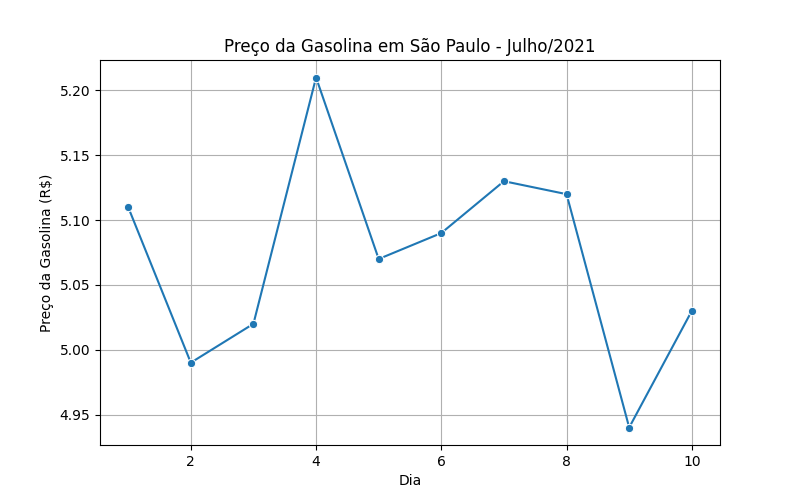 Preço da Gasolina em São Paulo - Julho/2021
Preço da Gasolina (R$)
5.20
5.15
5.10
5.05
5.00
4.95
2 4 6 8 10
Dia